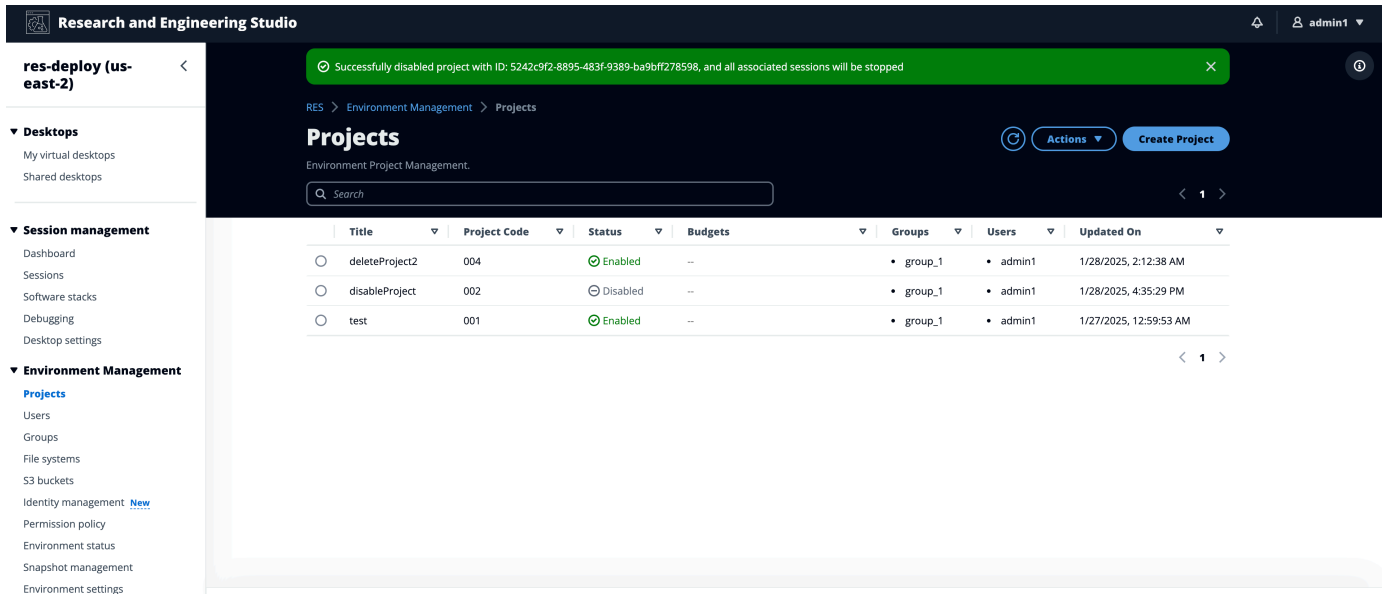 Research and Engineering Studio
admin1
res-deploy (us-east-2)
Successfully disabled project with ID: 5242c9f2-8895-483f-9389-ba9bff278598, and all associated sessions will be stopped
RES > Environment Management > Projects
Projects
Actions
Create Project
Environment Project Management.
Search
1
Desktops
My virtual desktops
Shared desktops
Session management
Dashboard
Sessions
Software stacks
Debugging
Desktop settings
Environment Management
Projects
Users
Groups
File systems
S3 buckets
Identity management New
Permission policy
Environment status
Snapshot management
Environment settings
Title Project Code Status Budgets Groups Users Updated On
deleteProject2 004 Enabled -- • group_1 • admin1 1/28/2025, 2:12:38 AM
disableProject 002 Disabled -- • group_1 • admin1 1/28/2025, 4:35:29 PM
test 001 Enabled -- • group_1 • admin1 1/27/2025, 12:59:53 AM
1